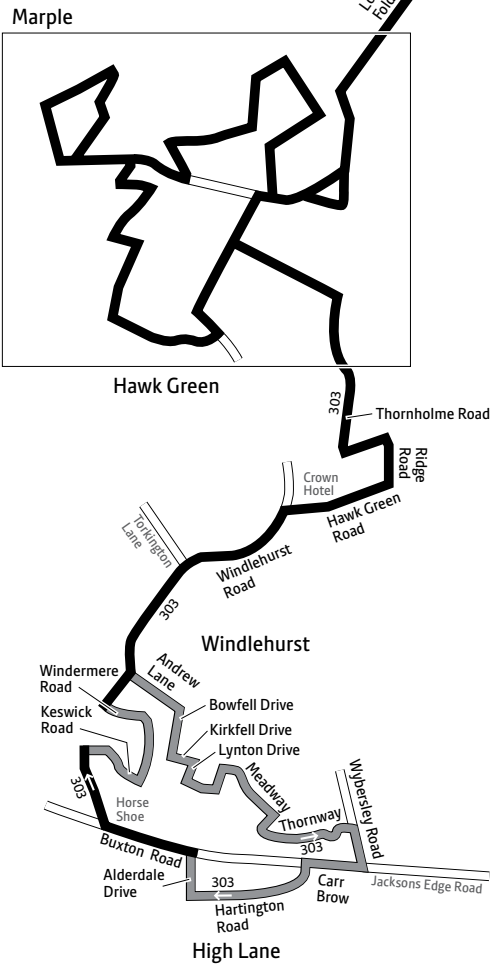 Marple
Fold
Hawk Green
303
Thornholme Road
Ridge
Road
Crown
Hotel
Hawk Green
Road
Torkington
Lane
Windlehurst
Road
303
Windlehurst
Andrew
Lane
Windermere
Road
Keswick
Road
Bowfell Drive
Kirkfell Drive
Lynton Drive
Meadway
Thornway
303
Wybersley Road
303
Horse
Shoe
Buxton Road
Alderdale
Drive
303
Hartington
Road
Carr
Brow
Jacksons Edge Road
High Lane